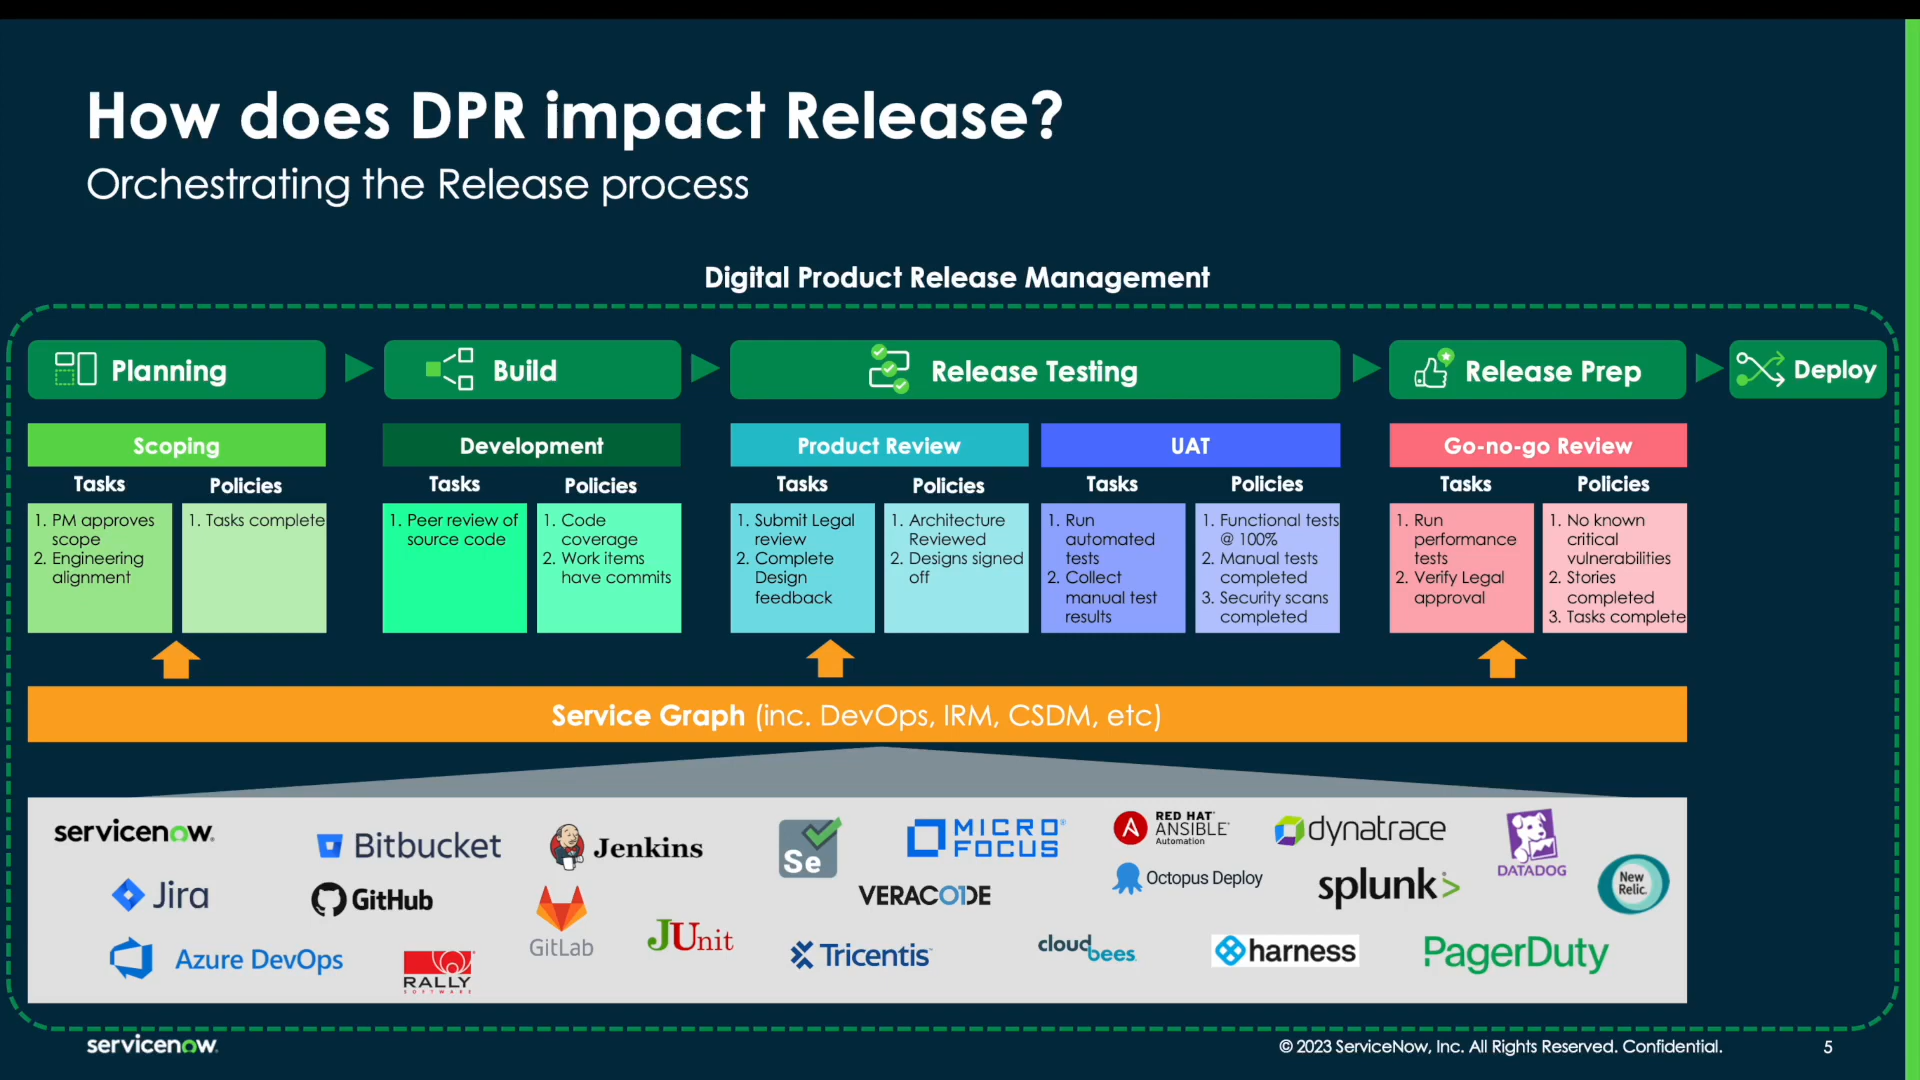 How does DPR impact Release?
Orchestrating the Release process
Digital Product Release Management
Planning
Build
Release Testing
Release Prep
Deploy
Scoping
Development
Product Review
UAT
Go-no-go Review
Tasks
Policies
Tasks
Policies
Tasks
Policies
Tasks
Policies
Tasks
Policies
1. PM approves
scope
2. Engineering
alignment
1. Tasks complete
1. Peer review of
source code
1. Code
coverage
2. Work items
have commits
1. Submit Legal
review
2. Complete
Design
feedback
1. Architecture
Reviewed
2. Designs signed
off
1. Run
automated
tests
2. Collect
manual test
results
1. Functional tests
@ 100%
2. Manual tests
completed
3. Security scans
completed
1. Run
performance
tests
2. Verify Legal
approval
1. No known
critical
vulnerabilities
2. Stories
completed
3. Tasks complete
Service Graph (inc. DevOps, IRM, CSDM, etc)
servicenow
Bitbucket
Jenkins
Se
MICRO
FOCUS
A
RED HAT
ANSIBLE
Automation
dynatrace
DATADOG
Jira
GitHub
GitLab
JUnit
VERACODE
Octopus Deploy
splunk>
New
Relic.
Azure DevOps
RALLY
SOFTWARE
Tricentis
cloudbees
harness
PagerDuty
servicenow
© 2023 ServiceNow, Inc. All Rights Reserved. Confidential.
5